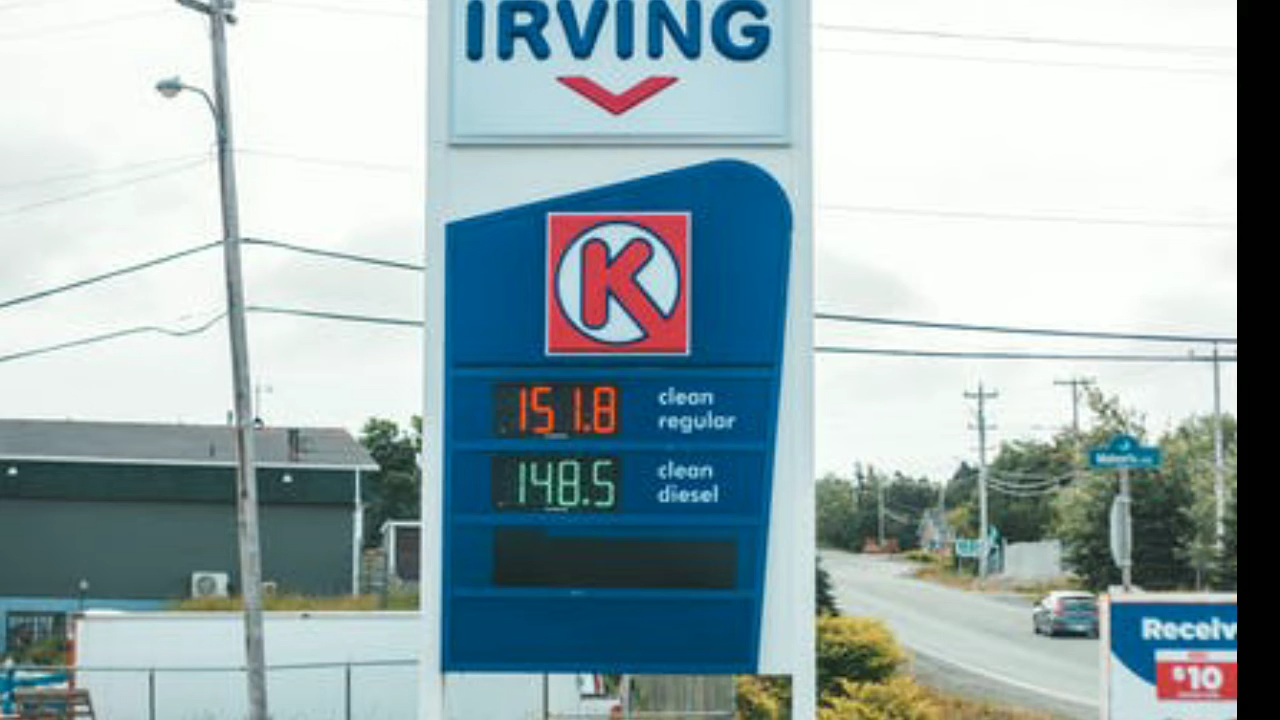 IRVING
K
151.8 clean
regular
148.5 clean
diesel
Receiv
$10